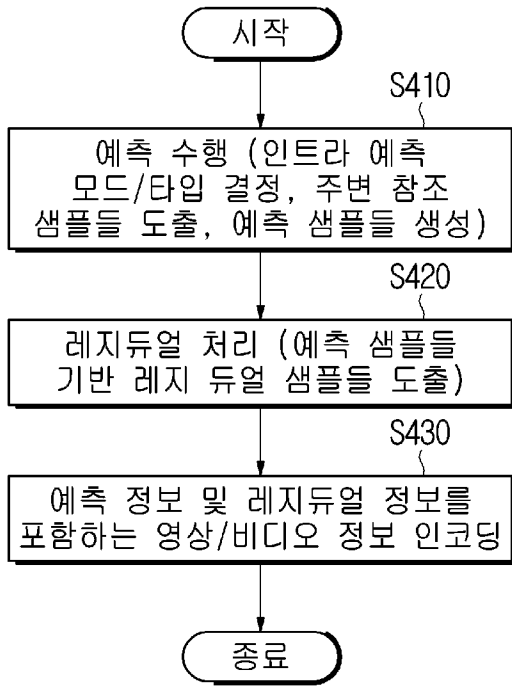 시작
S410
예측 수행 (인트라 예측
모드/타입 결정, 주변 참조
샘플들 도출, 예측 샘플들 생성)
S420
레지듀얼 처리 (예측 샘플들
기반 레지 듀얼 샘플들 도출)
S430
예측 정보 및 레지듀얼 정보를
포함하는 영상/비디오 정보 인코딩
종료